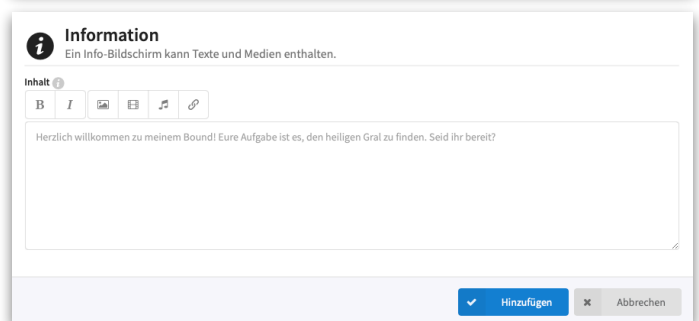 Information
Ein Info-Bildschirm kann Texte und Medien enthalten.
Inhalt
B I
Herzlich willkommen zu meinem Bound! Eure Aufgabe ist es, den heiligen Gral zu finden. Seid ihr bereit?
Hinzufügen Abbrechen